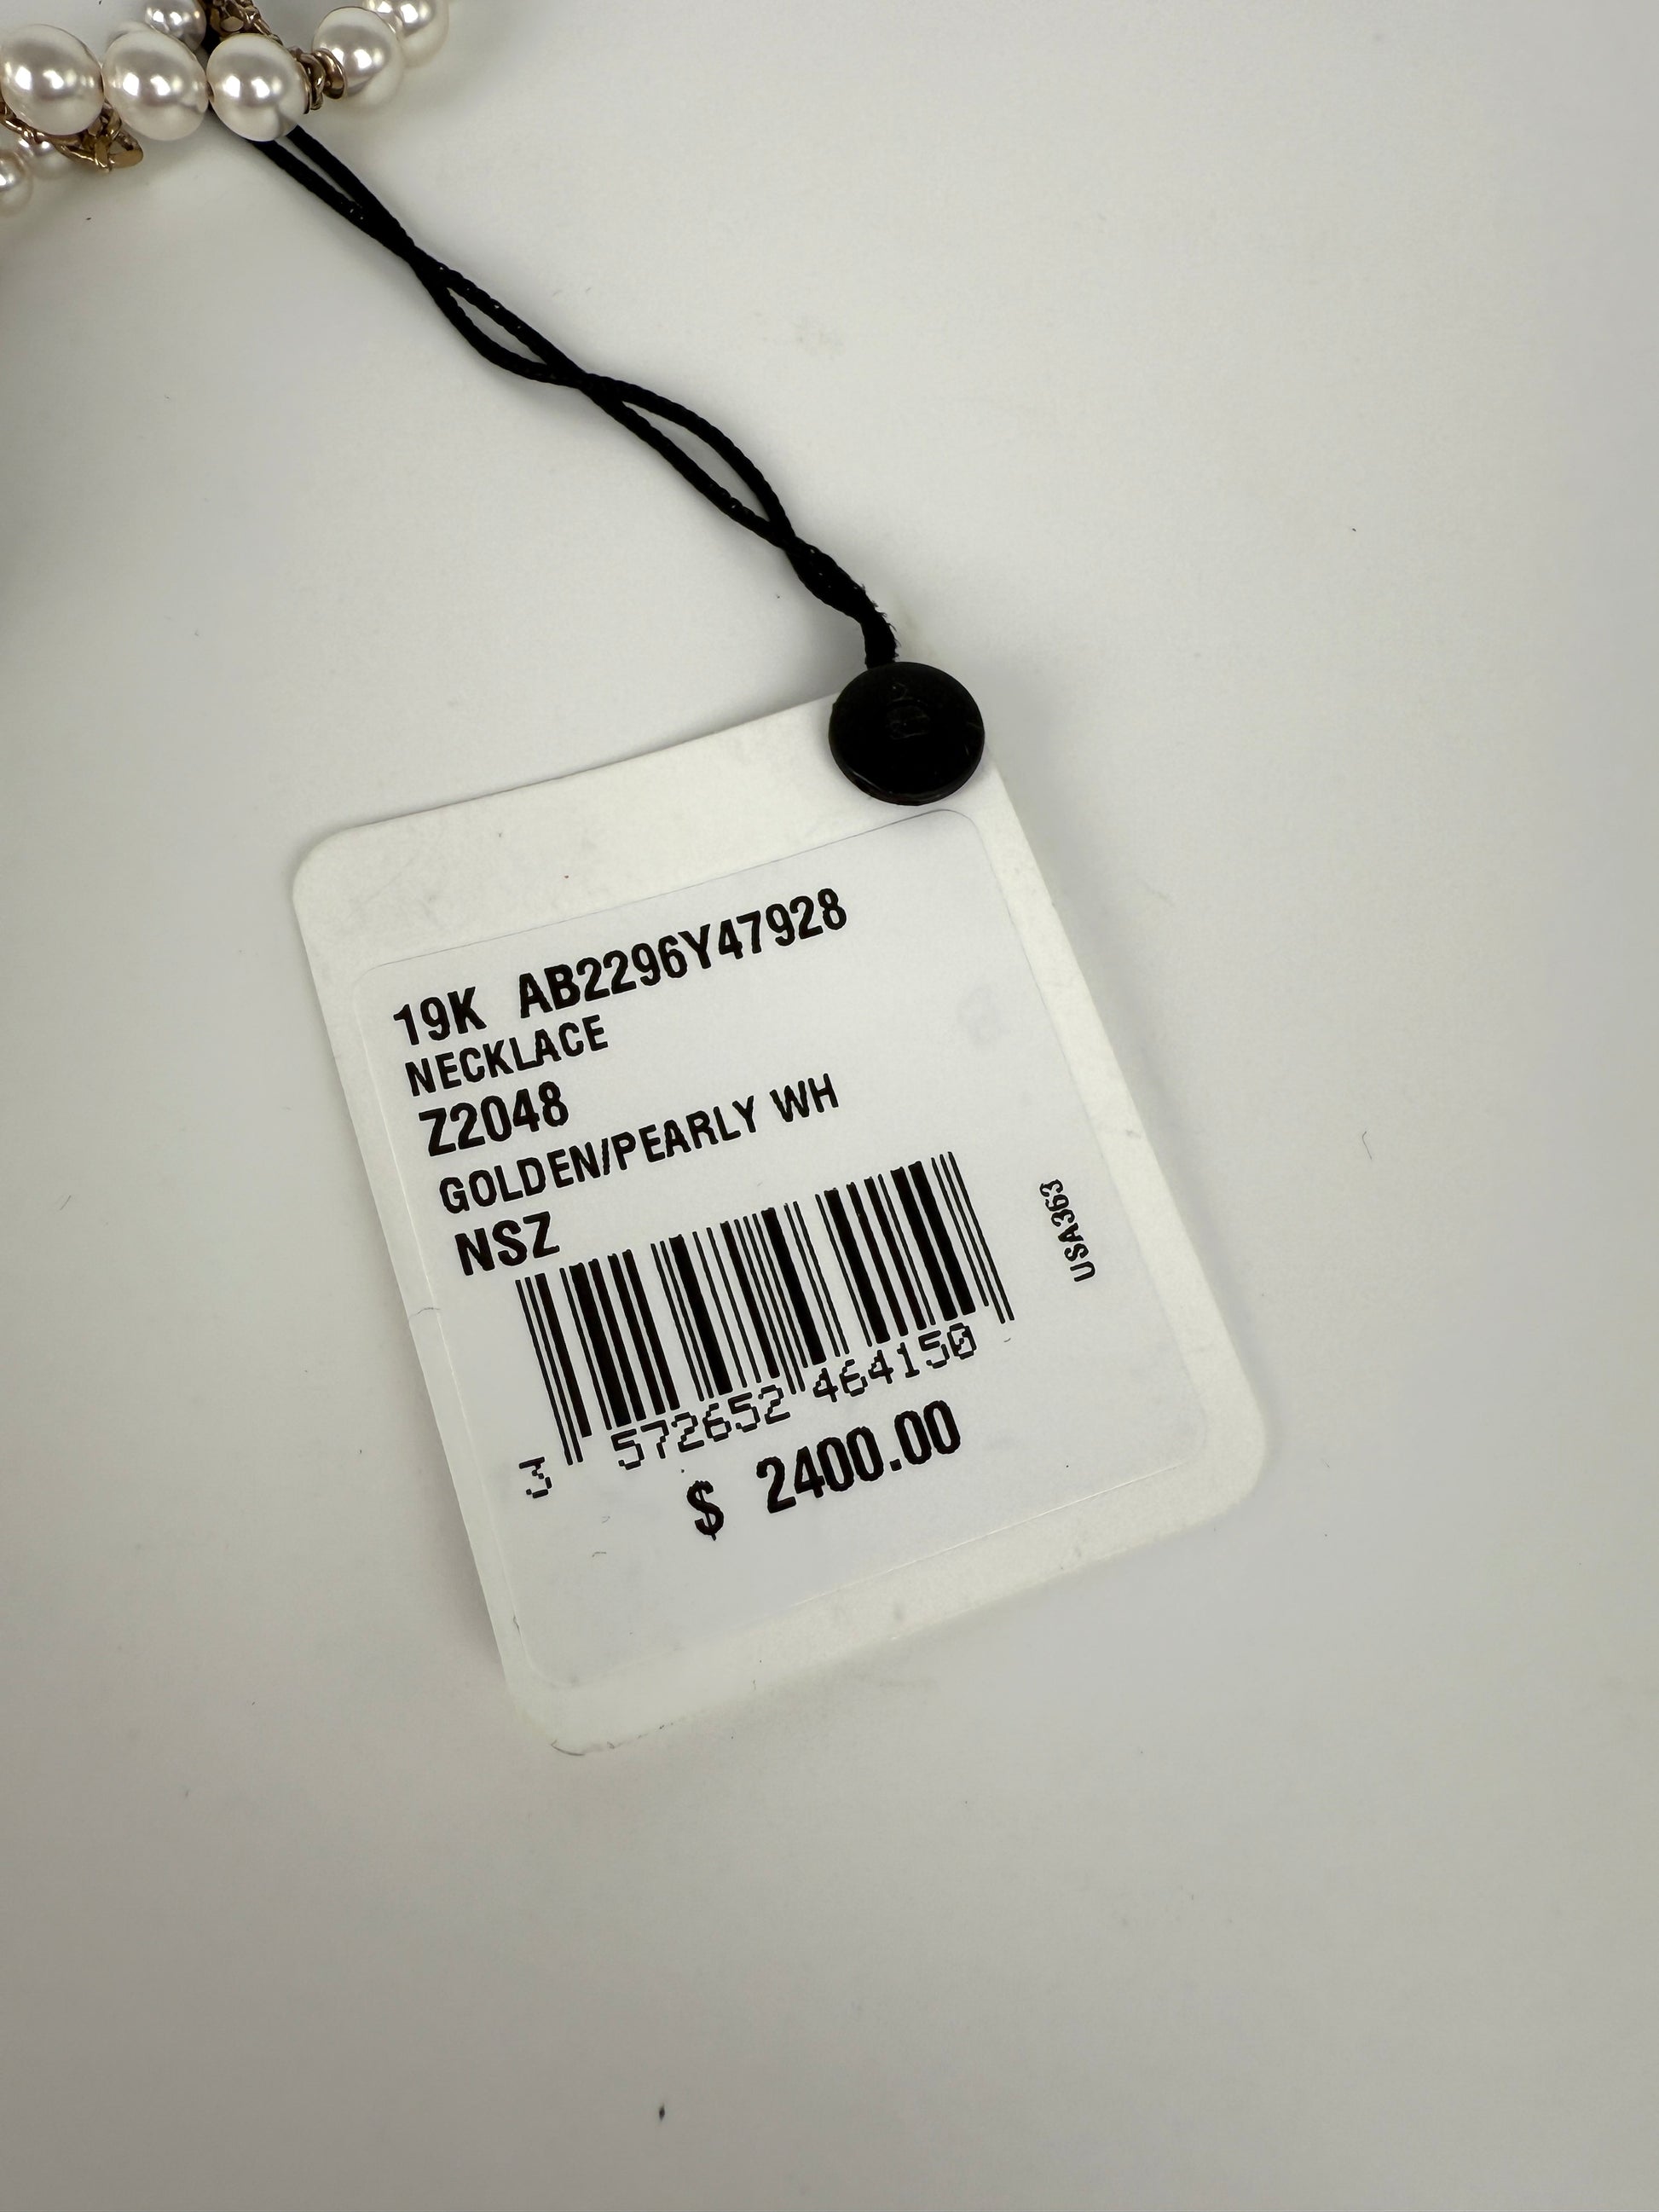 19K AB2296Y47928
NECKLACE
Z2048
GOLDEN/PEARLY WH
NSZ
USA363
3 572652 464150
$ 2400.00